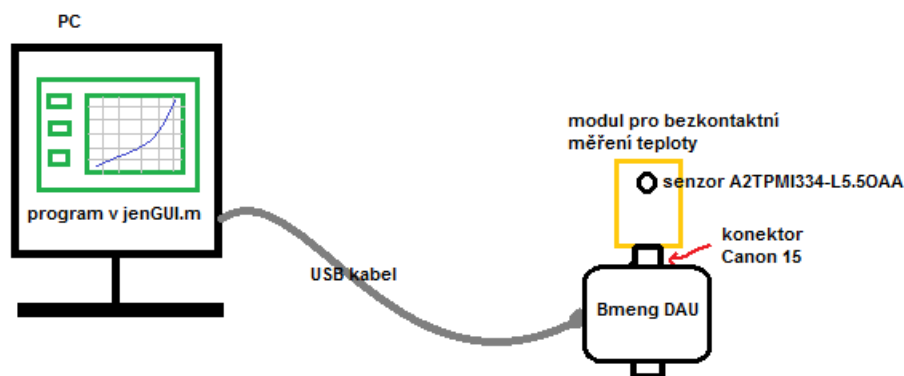 PC
program v jenGUI.m
USB kabel
modul pro bezkontaktní
měření teploty
senzor A2TPMI334-L5.5OAA
konektor
Canon 15
Bmeng DAU